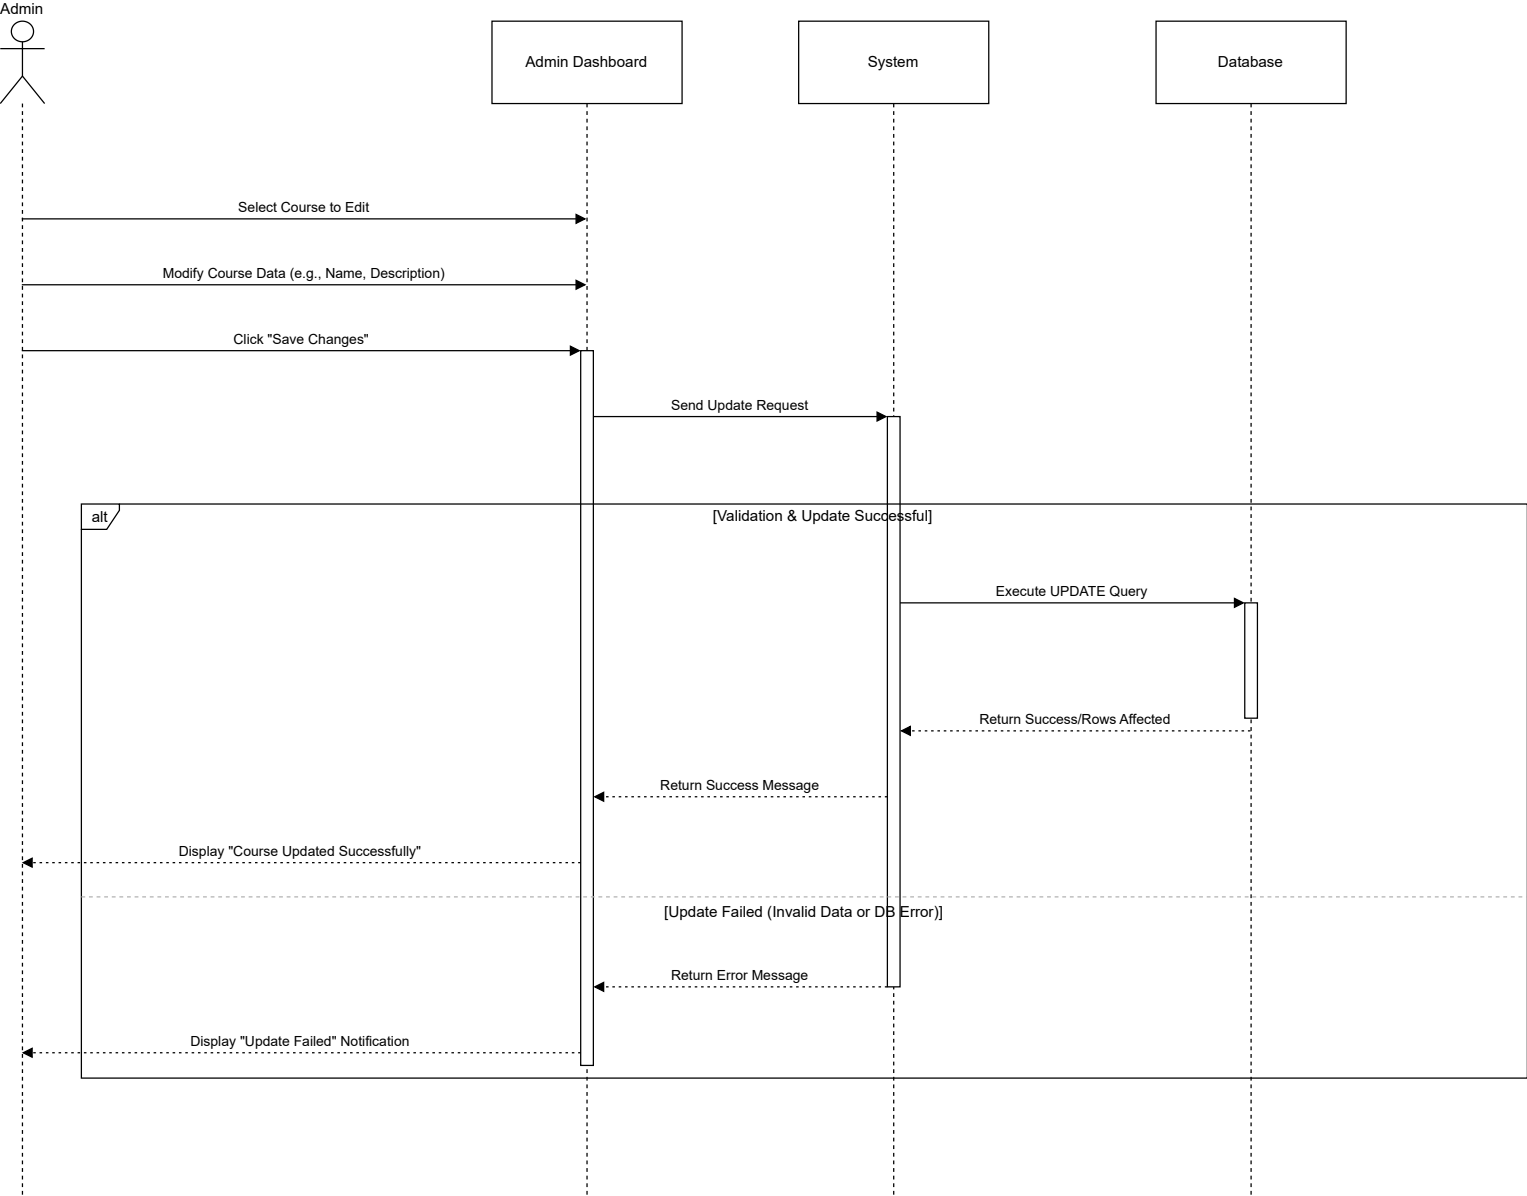 Admin
Admin Dashboard
System
Database
Select Course to Edit
Modify Course Data (e.g., Name, Description)
Click "Save Changes"
Send Update Request
alt
[Validation & Update Successful]
Execute UPDATE Query
Return Success/Rows Affected
Return Success Message
Display "Course Updated Successfully"
[Update Failed (Invalid Data or DB Error)]
Return Error Message
Display "Update Failed" Notification